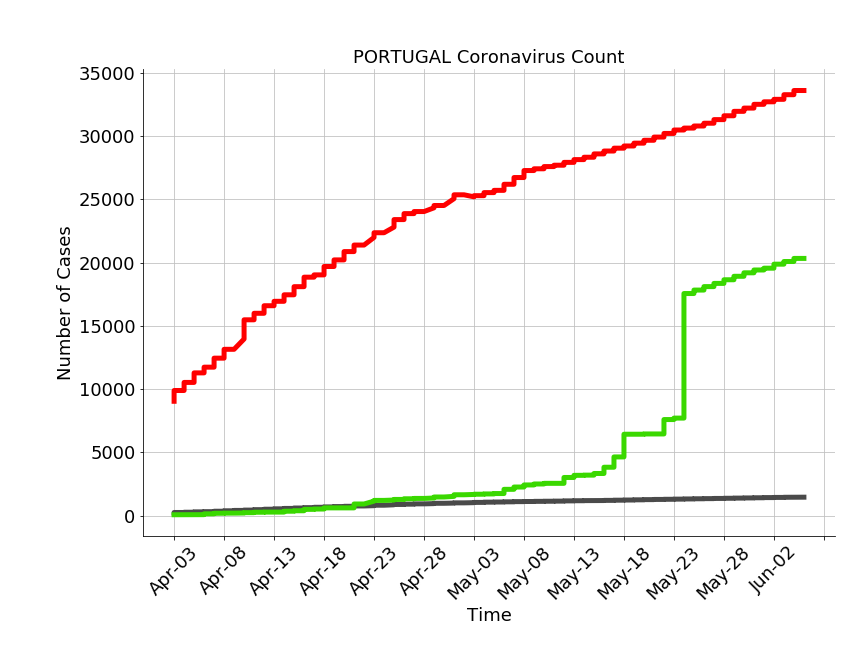 PORTUGAL Coronavirus Count
35000
30000
25000
20000
15000
10000
5000
0
Number of Cases
Apr-03
Apr-08
Apr-13
Apr-18
Apr-23
Apr-28
May-03
May-08
May-13
May-18
May-23
May-28
Jun-02
Time